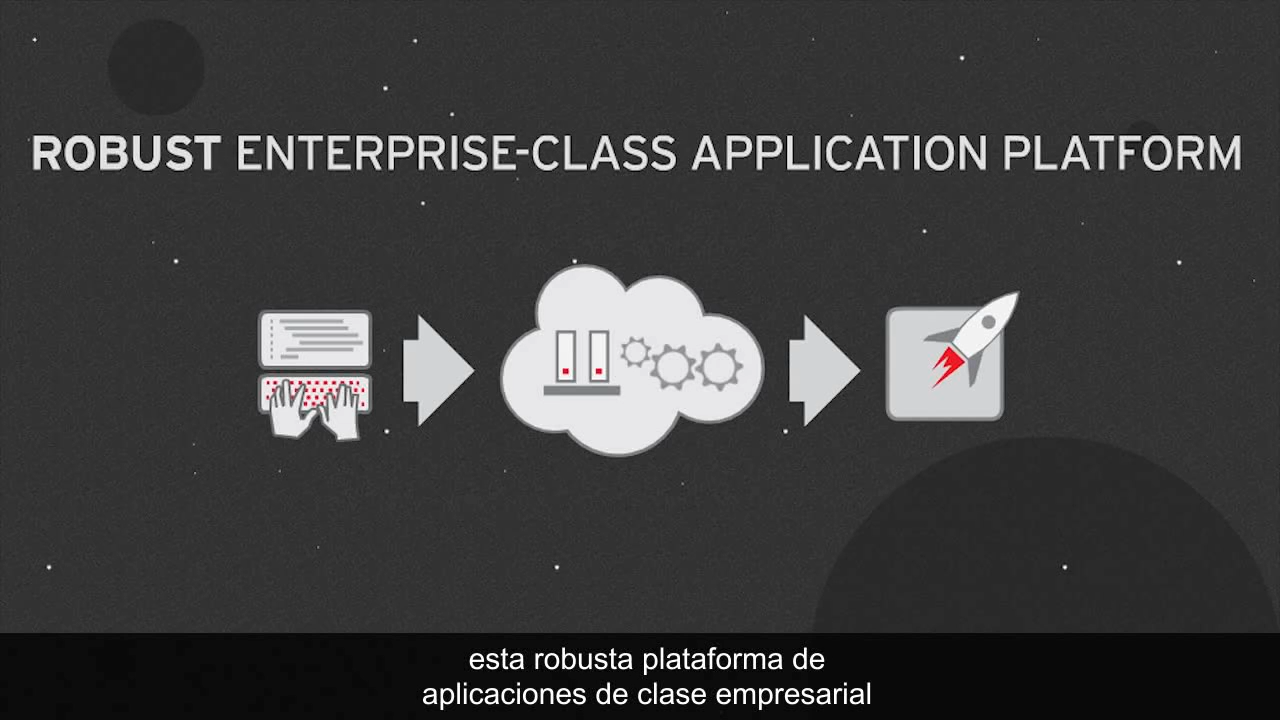 ROBUST ENTERPRISE-CLASS APPLICATION PLATFORM
esta robusta plataforma de
aplicaciones de clase empresarial